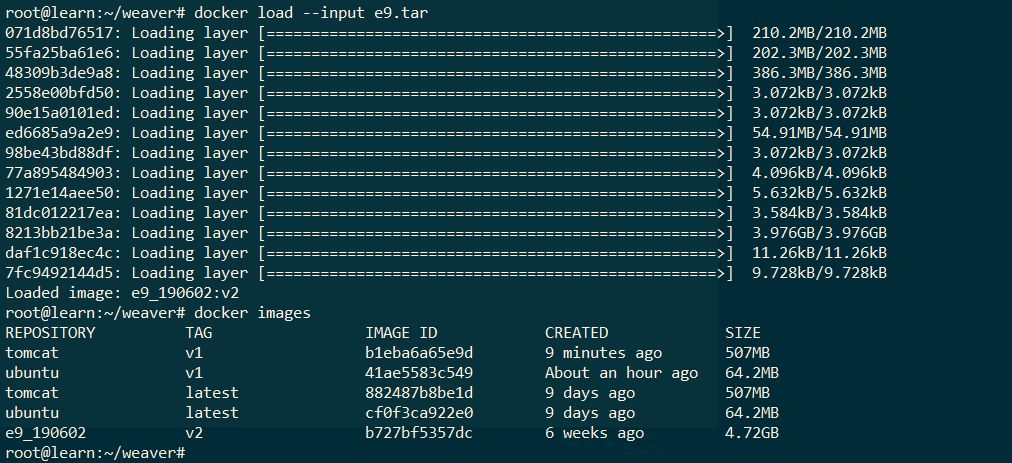 root@learn:~/weaver# docker load --input e9.tar
071d8bd76517: Loading layer [==================================================>]  210.2MB/210.2MB
55fa25ba61e6: Loading layer [==================================================>]  202.3MB/202.3MB
48309b3de9a8: Loading layer [==================================================>]  386.3MB/386.3MB
2558e00bfd50: Loading layer [==================================================>]  3.072kB/3.072kB
90e15a0101ed: Loading layer [==================================================>]  3.072kB/3.072kB
ed6685a9a2e9: Loading layer [==================================================>]  54.91MB/54.91MB
98be43bd88df: Loading layer [==================================================>]  3.072kB/3.072kB
77a895484903: Loading layer [==================================================>]  4.096kB/4.096kB
1271e14aee50: Loading layer [==================================================>]  5.632kB/5.632kB
81dc012217ea: Loading layer [==================================================>]  3.584kB/3.584kB
8213bb21be3a: Loading layer [==================================================>]  3.976GB/3.976GB
daf1c918ec4c: Loading layer [==================================================>]  11.26kB/11.26kB
7fc9492144d5: Loading layer [==================================================>]  9.728kB/9.728kB
Loaded image: e9_190602:v2
root@learn:~/weaver# docker images
REPOSITORY          TAG                 IMAGE ID            CREATED             SIZE
tomcat              v1                  b1eba6a65e9d        9 minutes ago       507MB
ubuntu              v1                  41ae5583c549        About an hour ago   64.2MB
tomcat              latest              882487b8be1d        9 days ago          507MB
ubuntu              latest              cf0f3ca922e0        9 days ago          64.2MB
e9_190602           v2                  b727bf5357dc        6 weeks ago         4.72GB
root@learn:~/weaver#